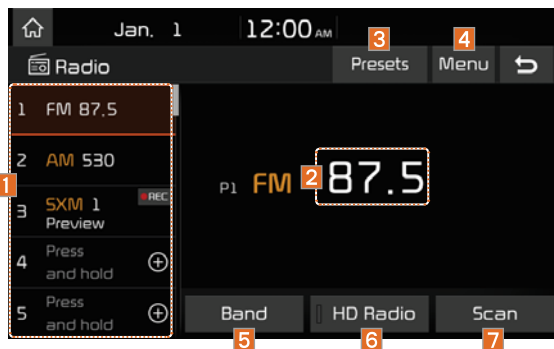 Jan. 1 12:00 AM
3 4
Radio Presets Menu
1 FM 87.5
2 AM 530
1
3 SXM 1 REC
Preview
P1 FM 2 87.5
4 Press
and hold
5 Press
and hold
Band HD Radio Scan
5 6 7